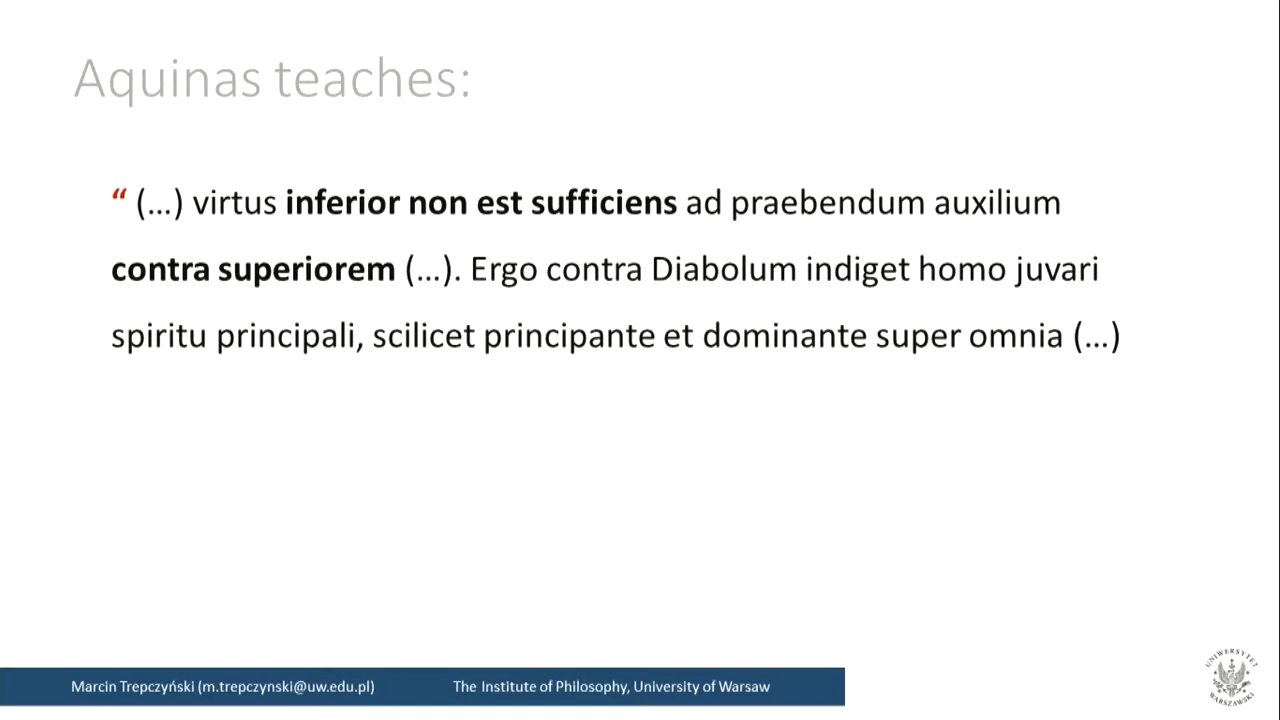 Aquinas teaches:
“ (...) virtus inferior non est sufficiens ad praebendum auxilium
contra superiorem (...). Ergo contra Diabolum indiget homo juvari
spiritu principali, scilicet principante et dominante super omnia (...)
Marcin Trepczyński (m.trepczynski@uw.edu.pl)
The Institute of Philosophy, University of Warsaw
UNIWERSYTET
WARSZAWSKI